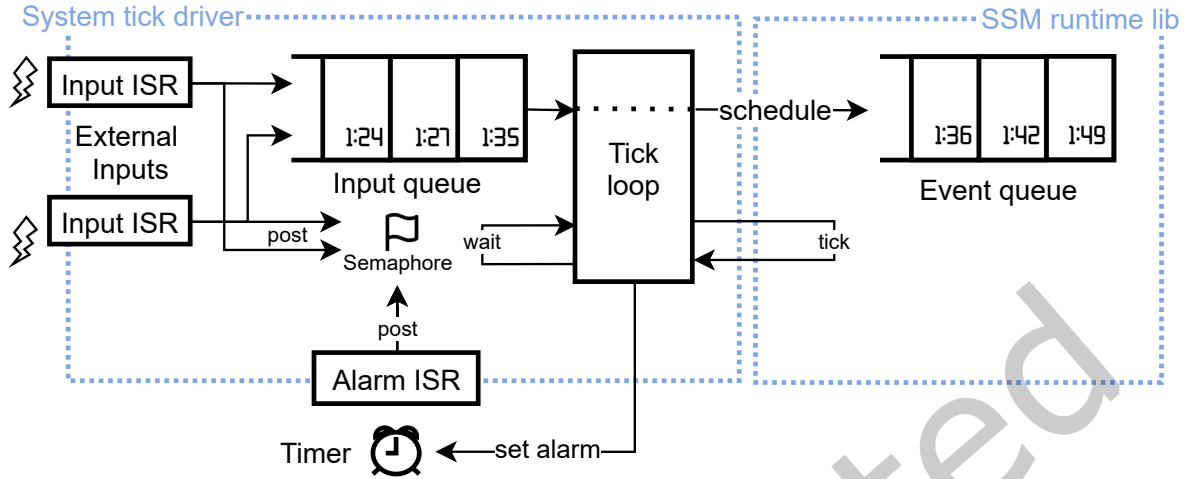 System tick driver
SSM runtime lib
Input ISR
External
Inputs
Input ISR
1:24 1:27 1:35
Input queue
post
Semaphore
wait
post
Alarm ISR
Timer
set alarm
Tick
loop
schedule
tick
1:36 1:42 1:49
Event queue